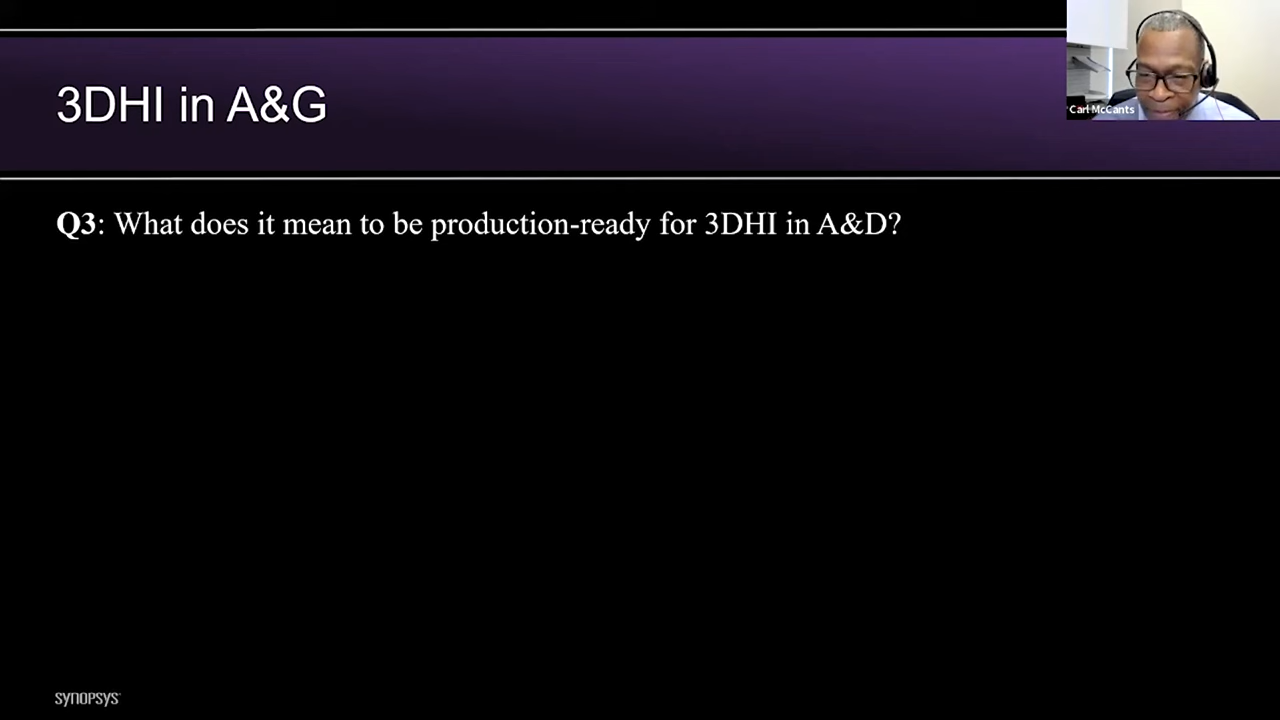 3DHI in A&G
Carl McCants
Q3: What does it mean to be production-ready for 3DHI in A&D?
SYNOPSYS